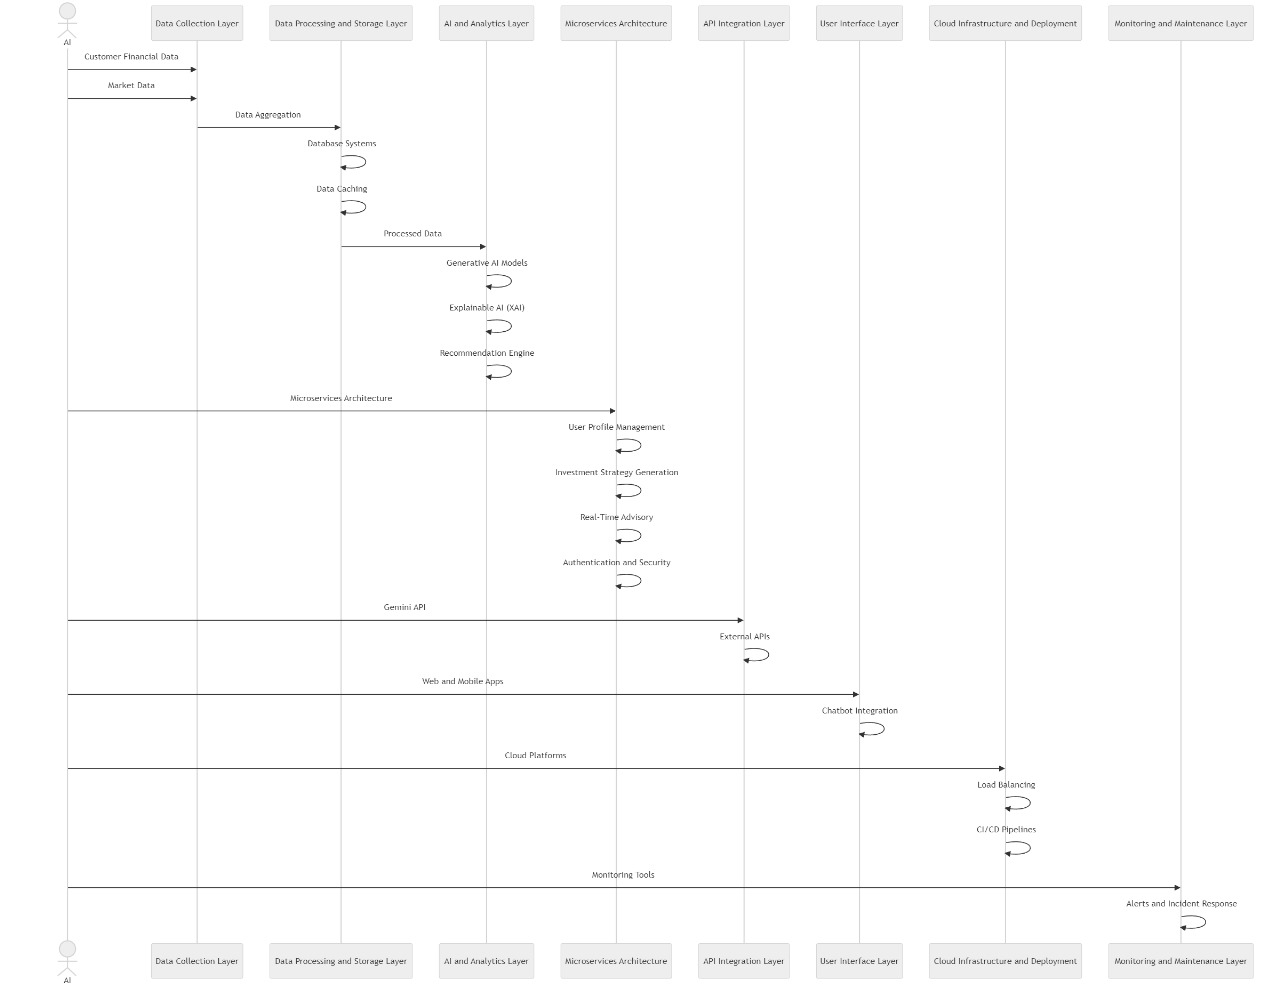 Data Collection Layer
Data Processing and Storage Layer
AI and Analytics Layer
Microservices Architecture
API Integration Layer
User Interface Layer
Cloud Infrastructure and Deployment
Monitoring and Maintenance Layer
AI
Customer Financial Data
Market Data
Data Aggregation
Database Systems
Data Caching
Processed Data
Generative AI Models
Explainable AI (XAI)
Recommendation Engine
Microservices Architecture
User Profile Management
Investment Strategy Generation
Real-Time Advisory
Authentication and Security
Gemini API
External APIs
Web and Mobile Apps
Chatbot Integration
Cloud Platforms
Load Balancing
CI/CD Pipelines
Monitoring Tools
Alerts and Incident Response
Data Collection Layer
Data Processing and Storage Layer
AI and Analytics Layer
Microservices Architecture
API Integration Layer
User Interface Layer
Cloud Infrastructure and Deployment
Monitoring and Maintenance Layer
AI